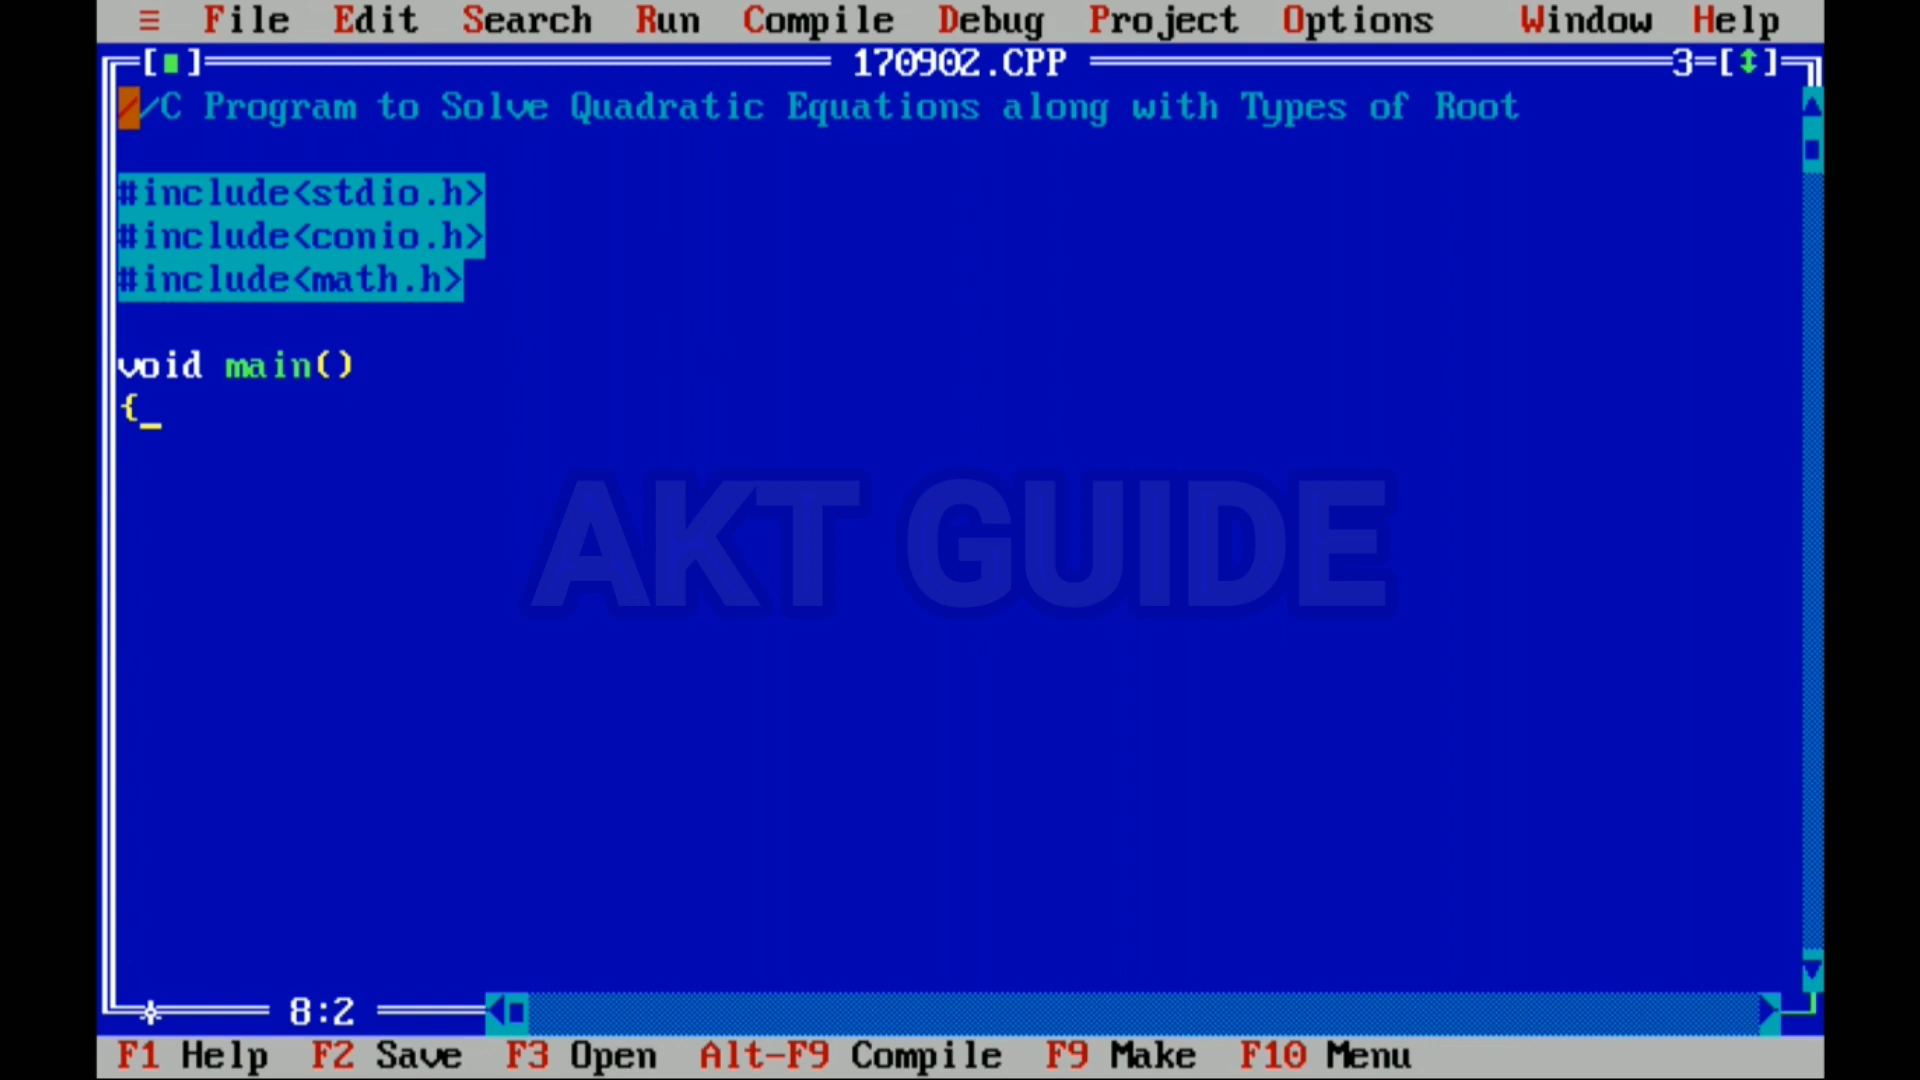 ≡ File Edit Search Run Compile Debug Project Options Window Help
[■] 170902.CPP 3=[↕]
//C Program to Solve Quadratic Equations along with Types of Root
#include<stdio.h>
#include<conio.h>
#include<math.h>
void main()
{_
AKT GUIDE
8:2
F1 Help F2 Save F3 Open Alt-F9 Compile F9 Make F10 Menu